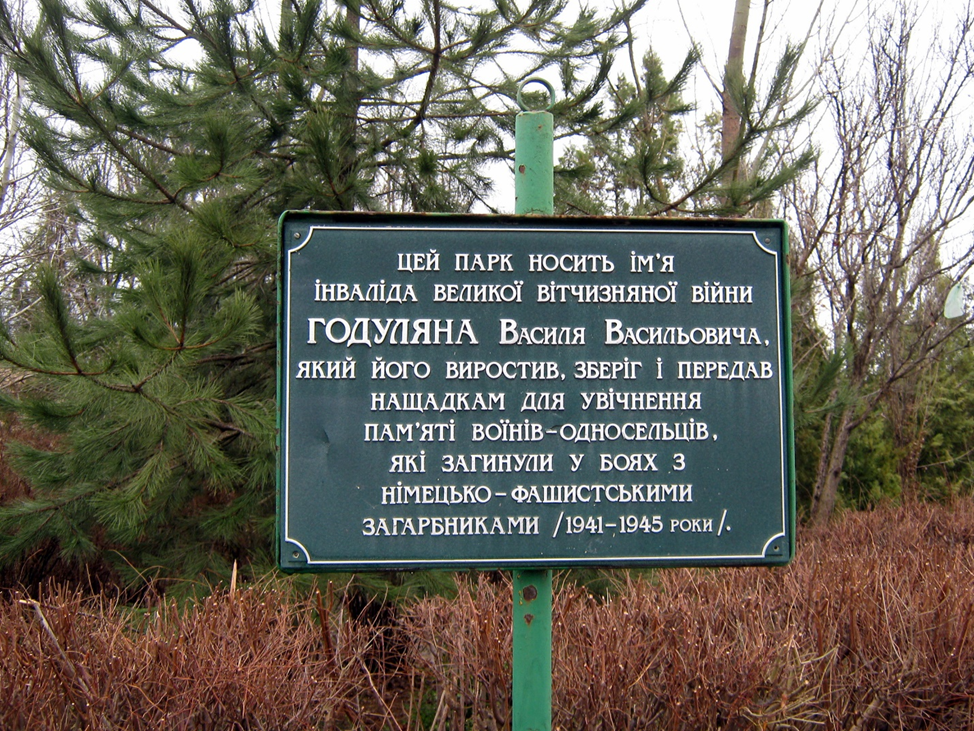 ЦЕЙ ПАРК НОСИТЬ ІМ'Я
ІНВАЛІДА ВЕЛИКОЇ ВІТЧИЗНЯНОЇ ВІЙНИ
ГОДУЛЯНА ВАСИЛЯ ВАСИЛЬОВИЧА,
ЯКИЙ ЙОГО ВИРОСТИВ, ЗБЕРІГ І ПЕРЕДАВ
НАЩАДКАМ ДЛЯ УВІЧНЕННЯ
ПАМ'ЯТІ ВОЇНІВ-ОДНОСЕЛЬЦІВ,
ЯКІ ЗАГИНУЛИ У БОЯХ З
НІМЕЦЬКО-ФАШИСТСЬКИМИ
ЗАГАРБНИКАМИ /1941-1945 РОКИ/.